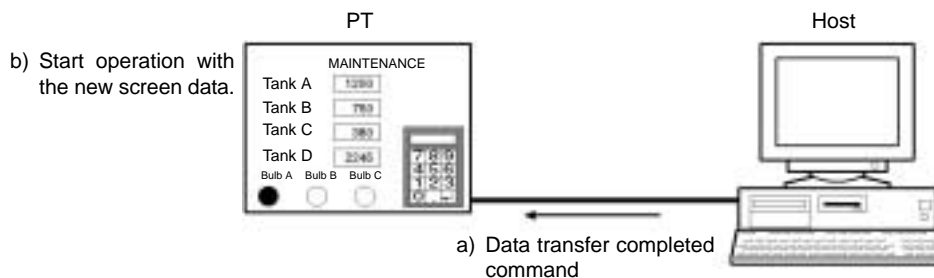 PT
Host
b) Start operation with
the new screen data.
MAINTENANCE
Tank A
Tank B
Tank C
Tank D
Bulb A Bulb B Bulb C
a) Data transfer completed
command